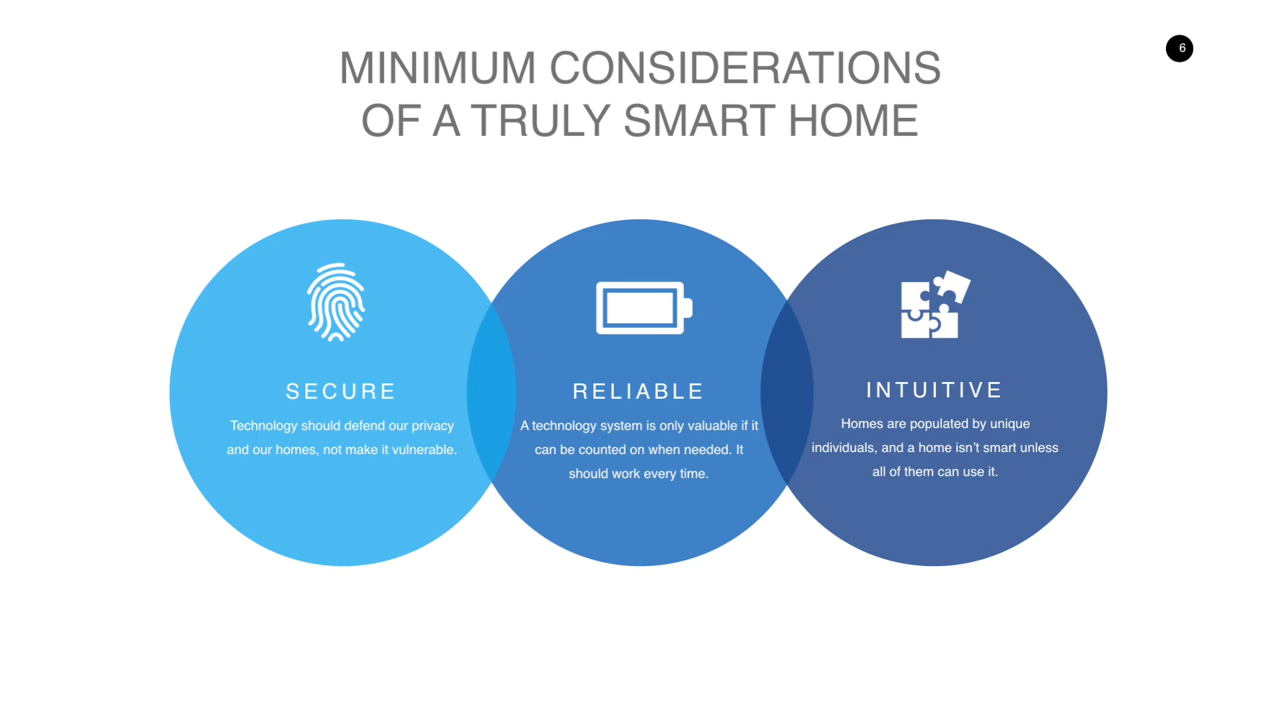 MINIMUM CONSIDERATIONS
OF A TRULY SMART HOME
6
SECURE
Technology should defend our privacy
and our homes, not make it vulnerable.
RELIABLE
A technology system is only valuable if it
can be counted on when needed. It
should work every time.
INTUITIVE
Homes are populated by unique
individuals, and a home isn't smart unless
all of them can use it.